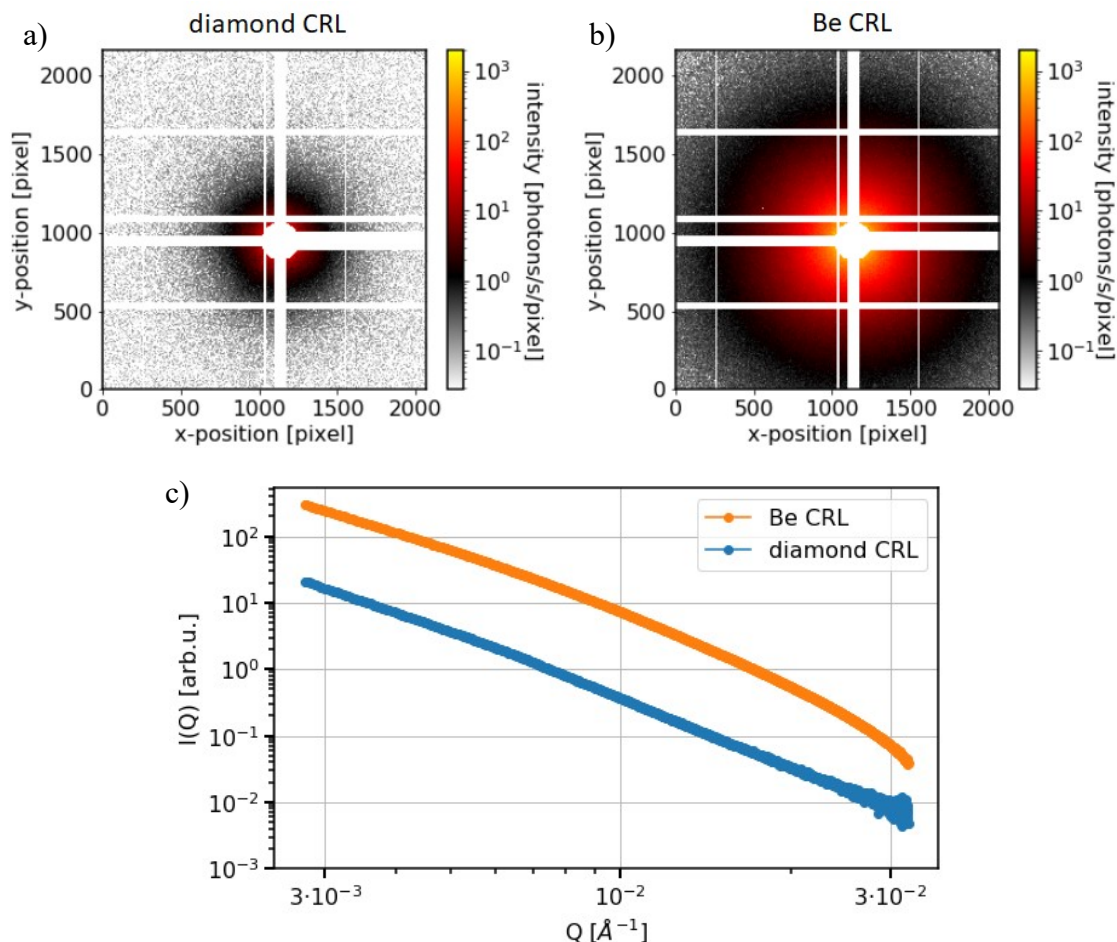 diamond CRL
a)
2000
1500
1000
500
0
0 500 1000 1500 2000
x-position [pixel]
y-position [pixel]
10³
10²
10¹
10⁰
10⁻¹
intensity [photons/s/pixel]
Be CRL
b)
2000
1500
1000
500
0
0 500 1000 1500 2000
x-position [pixel]
y-position [pixel]
10³
10²
10¹
10⁰
10⁻¹
intensity [photons/s/pixel]
c)
Be CRL
diamond CRL
10²
10¹
10⁰
10⁻¹
10⁻²
10⁻³
I(Q) [arb.u.]
3·10⁻³ 10⁻² 3·10⁻²
Q [Å⁻¹]